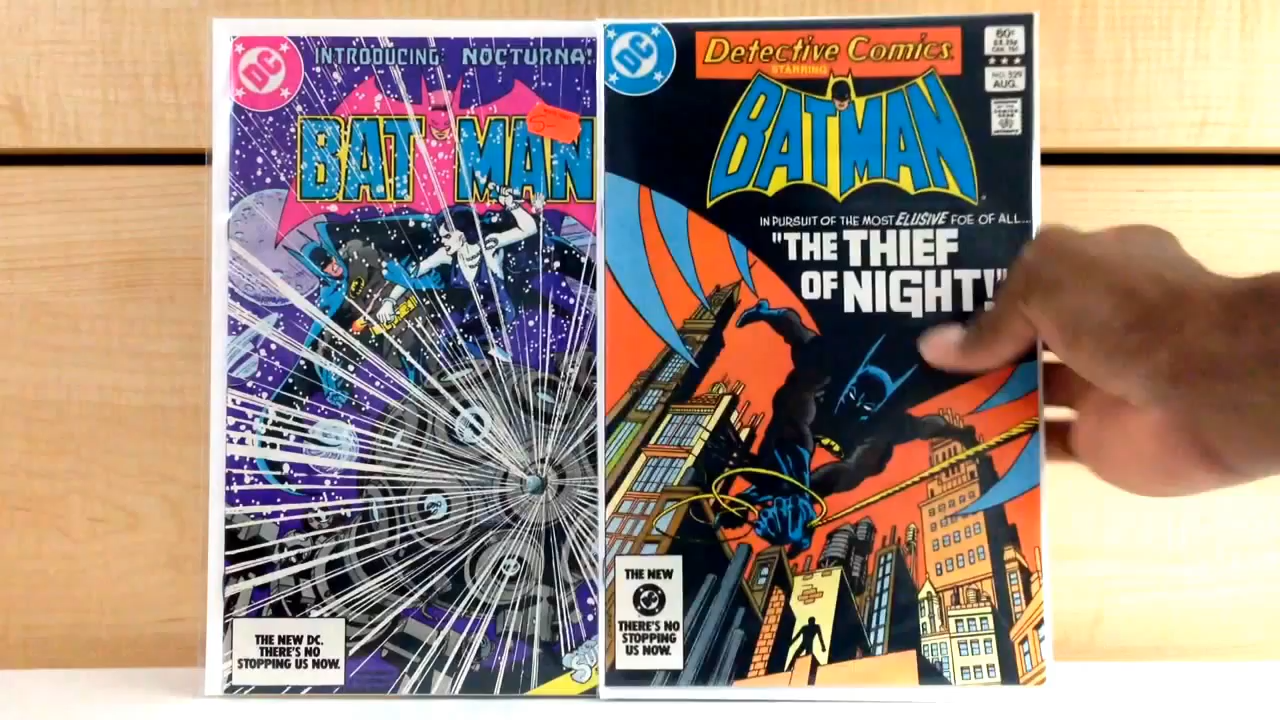 DC
INTRODUCING NOCTURNA!
BATMAN
THE NEW DC.
THERE'S NO
STOPPING US NOW.
DC
Detective Comics
STARRING
BATMAN
60¢
NO. 529
AUG.
IN PURSUIT OF THE MOST ELUSIVE FOE OF ALL...
"THE THIEF
OF NIGHT!"
THE NEW
DC
THERE'S NO
STOPPING
US NOW.